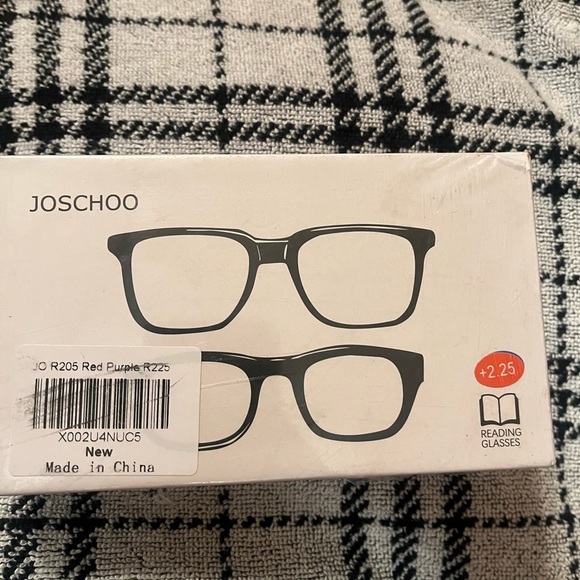 JOSCHOO
JO R205 Red Purple R225
X002U4NUC5
New
Made in China
+2.25
READING
GLASSES